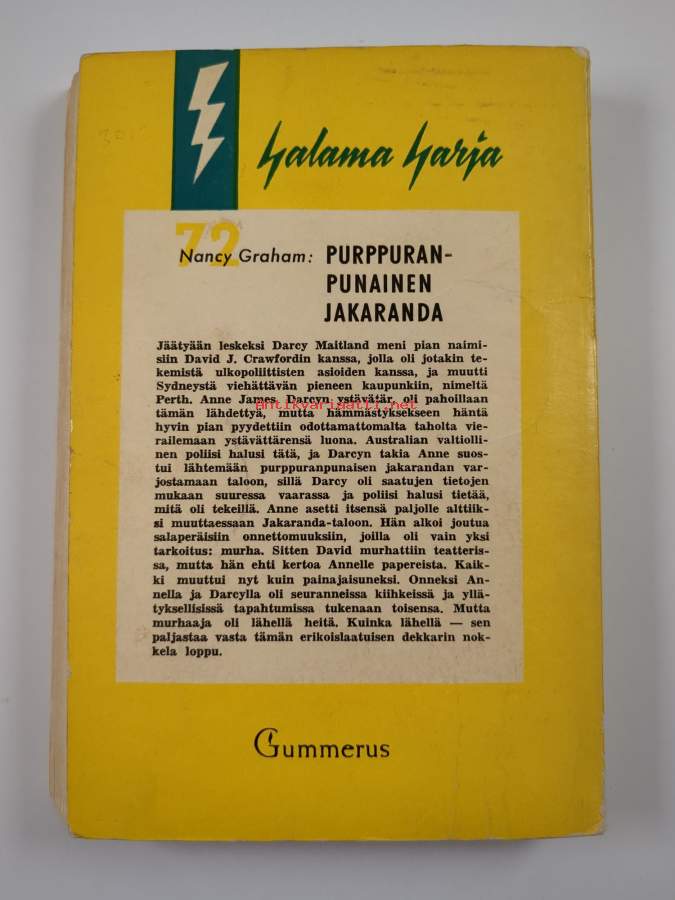 Salama Sarja
72
Nancy Graham: PURPPURAN-
PUNAINEN
JAKARANDA
Jäätyään leskeksi Darcy Maitland meni pian naimi-
siin David J. Crawfordin kanssa, jolla oli jotakin te-
kemistä ulkopoliittisten asioiden kanssa, ja muutti
Sydneystä viehättävän pieneen kaupunkiin, nimeltä
Perth. Anne James, Darcyn ystävätär, oli pahoillaan
Antikvariaatti.net
tämän lähdettyä, mutta hämmästyksekseen häntä
hyvin pian pyydettiin odottamattomalta taholta vie-
railemaan ystävättärensä luona. Australian valtiolli-
nen poliisi halusi tätä, ja Darcyn takia Anne suos-
tui lähtemään purppuranpunaisen jakarandan var-
jostamaan taloon, sillä Darcy oli saatujen tietojen
mukaan suuressa vaarassa ja poliisi halusi tietää,
mitä oli tekeillä. Anne asetti itsensä paljolle alttiik-
si muuttaessaan Jakaranda-taloon. Hän alkoi joutua
salaperäisiin onnettomuuksiin, joilla oli vain yksi
tarkoitus: murha. Sitten David murhattiin teatteris-
sa, mutta hän ehti kertoa Annelle papereista. Kaik-
ki muuttui nyt kuin painajaisuneksi. Onneksi An-
nella ja Darcylla oli seuranneissa kiihkeissä ja yllä-
tyksellisissä tapahtumissa tukenaan toisensa. Mutta
murhaaja oli lähellä heitä. Kuinka lähellä — sen
paljastaa vasta tämän erikoislaatuisen dekkarin nok-
kela loppu.
Gummerus